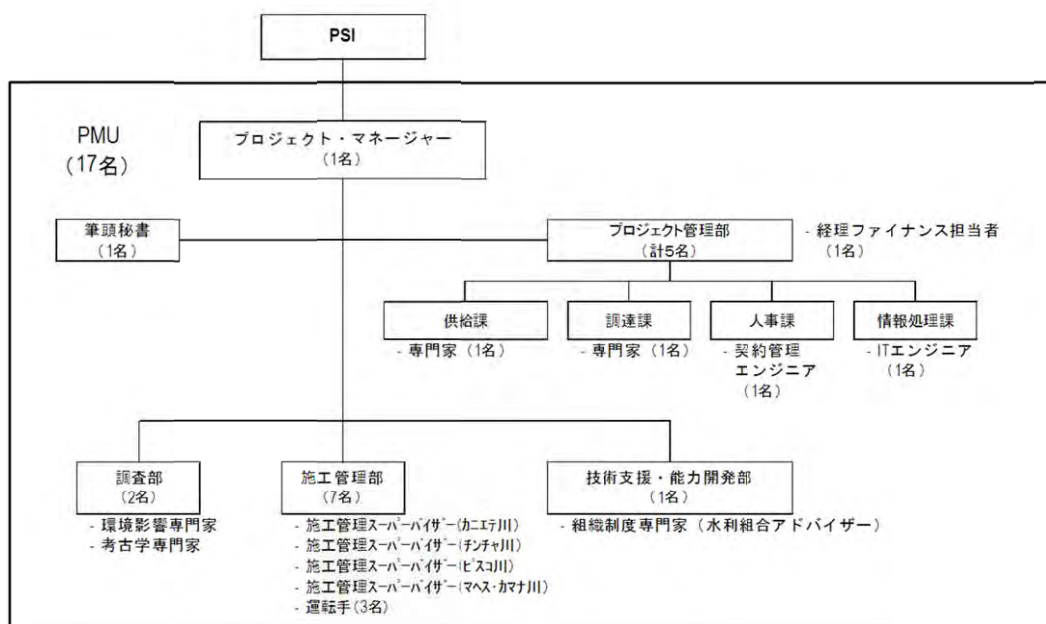 PSI
PMU
(17名)
プロジェクト・マネージャー
(1名)
筆頭秘書
(1名)
プロジェクト管理部
(計5名)
- 経理ファイナンス担当者
(1名)
供給課
- 専門家 (1名)
調達課
- 専門家 (1名)
人事課
- 契約管理
エンジニア
(1名)
情報処理課
- ITエンジニア
(1名)
調査部
(2名)
- 環境影響専門家
- 考古学専門家
施工管理部
(7名)
- 施工管理スーパーバイザー(カニエテ川)
- 施工管理スーパーバイザー(チンチャ川)
- 施工管理スーパーバイザー(ピスコ川)
- 施工管理スーパーバイザー(マヘス・カマナ川)
- 運転手(3名)
技術支援・能力開発部
(1名)
- 組織制度専門家 (水利組合アドバイザー)